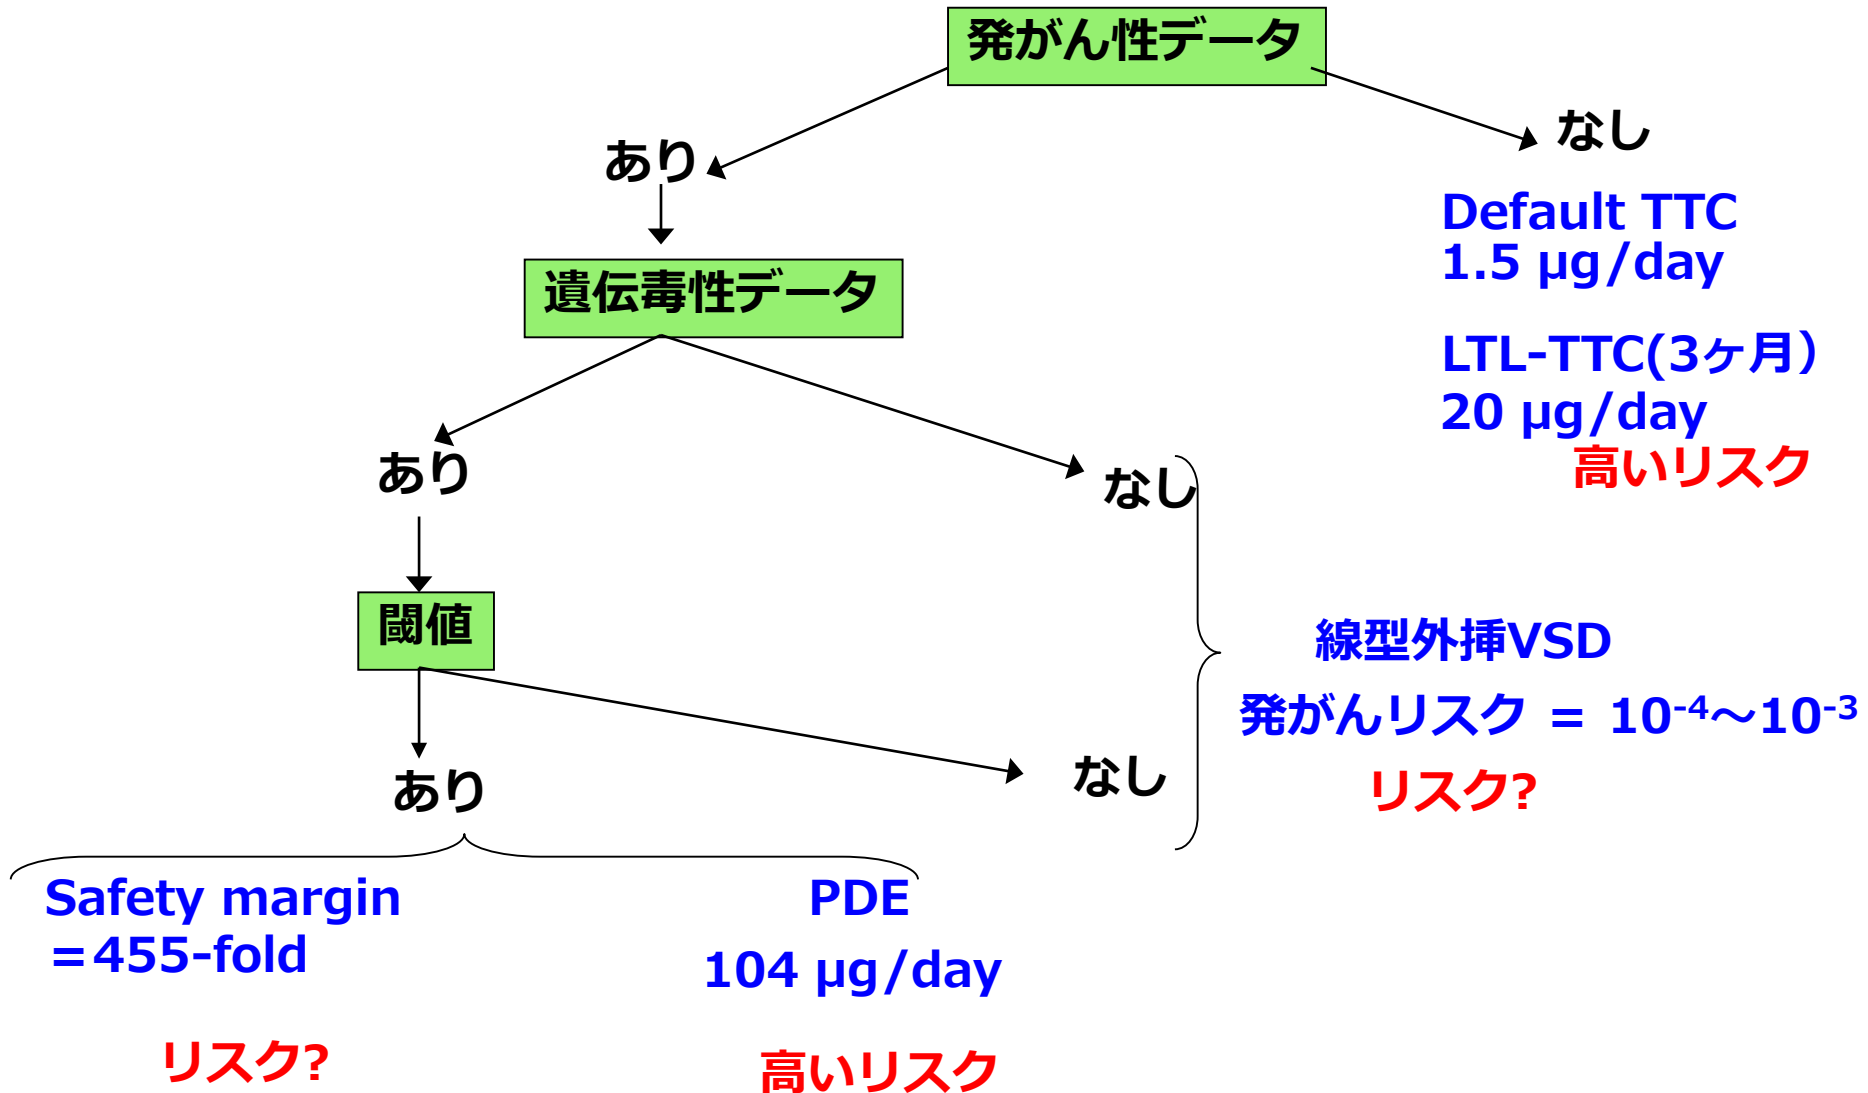 発がん性データ
あり
なし
Default TTC
1.5 μg/day
LTL-TTC(3ヶ月）
20 μg/day
高いリスク
遺伝毒性データ
あり
なし
閾値
線型外挿VSD
発がんリスク = 10-4～10-3
リスク?
あり
なし
Safety margin
=455-fold
リスク?
PDE
104 μg/day
高いリスク